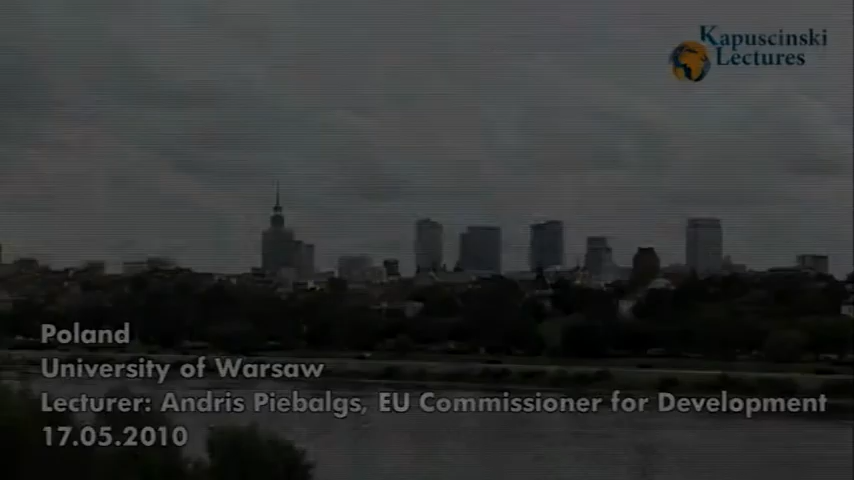 Kapuscinski
Lectures
Poland
University of Warsaw
Lecturer: Andris Piebalgs, EU Commissioner for Development
17.05.2010